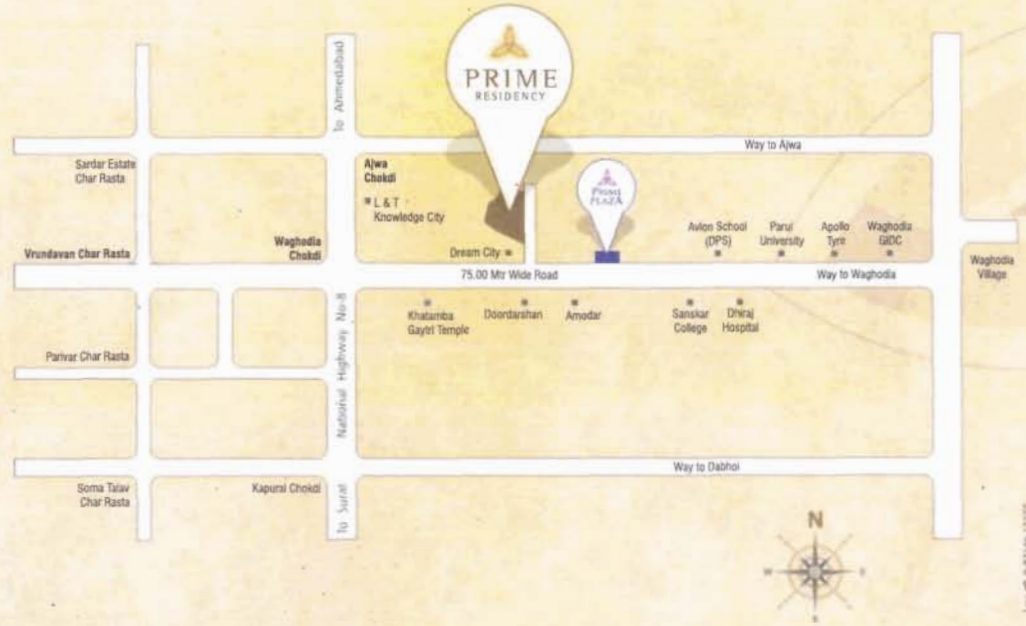 To Ahmedabad
PRIME
RESIDENCY
Way to Ajwa
Sardar Estate
Char Rasta
Ajwa
Chokdi
L & T
Knowledge City
PRIME
PLAZA
Avlon School
(DPS)
Parul
University
Apollo
Tyre
Waghodia
GIDC
Vrundavan Char Rasta
Waghodia
Chokdi
Dream City
75.00 Mtr Wide Road
Way to Waghodia
Waghodia
Village
National Highway No-8
Khatamba
Gaytri Temple
Doordarshan
Amodar
Sanskar
College
Dhiraj
Hospital
Parivar Char Rasta
Way to Dabhoi
Soma Talav
Char Rasta
Kapurai Chokdi
To Surat
N
W
E
S